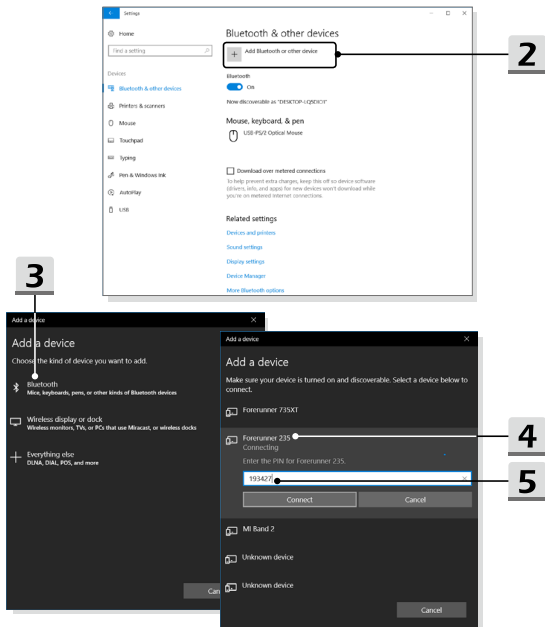 Settings
Home
Find a setting
Devices
Bluetooth & other devices
Printers & scanners
Mouse
Touchpad
Typing
Pen & Windows Ink
AutoPlay
USB
Bluetooth & other devices
Add Bluetooth or other device
2
Bluetooth
On
Now discoverable as "DESKTOP-UQ5DIOT"
Mouse, keyboard, & pen
USB-PS/2 Optical Mouse
Download over metered connections
To help prevent extra charges, keep this off so device software
(drivers, info, and apps) for new devices won't download while
you're on metered Internet connections.
Related settings
Devices and printers
Sound settings
Display settings
Device Manager
More Bluetooth options
3
Add a device
Add a device
Choose the kind of device you want to add.
Bluetooth
Mice, keyboards, pens, or other kinds of Bluetooth devices
Wireless display or dock
Wireless monitors, TVs, or PCs that use Miracast, or wireless docks
Everything else
DLNA, DIAL, POS, and more
Can
Add a device
Add a device
Make sure your device is turned on and discoverable. Select a device below to
connect.
Forerunner 735XT
Forerunner 235
4
Connecting
Enter the PIN for Forerunner 235.
193427
5
Connect
Cancel
MI Band 2
Unknown device
Unknown device
Cancel